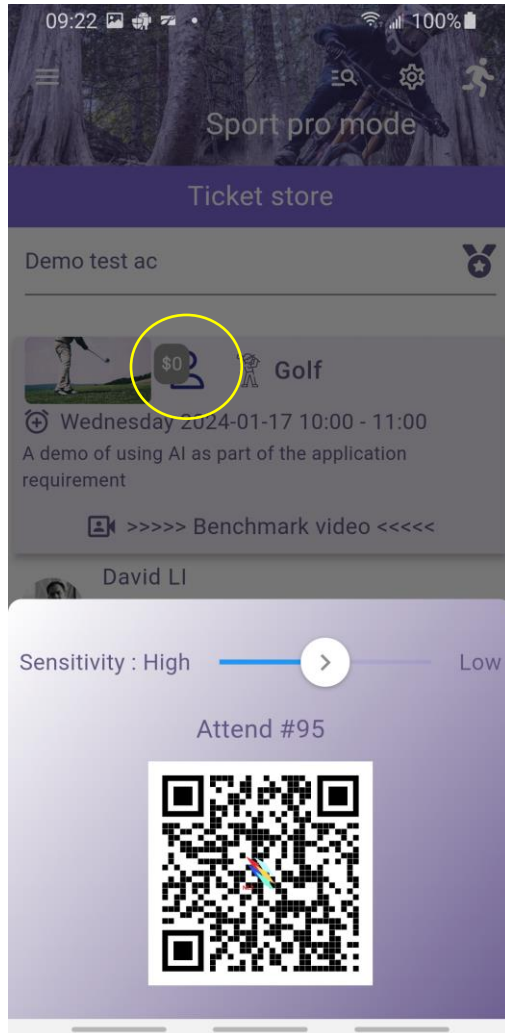 09:22 100%
Sport pro mode
Ticket store
Demo test ac
$0 Golf
Wednesday 2024-01-17 10:00 - 11:00
A demo of using AI as part of the application
requirement
>>>>> Benchmark video <<<<<
David LI
Sensitivity : High Low
Attend #95